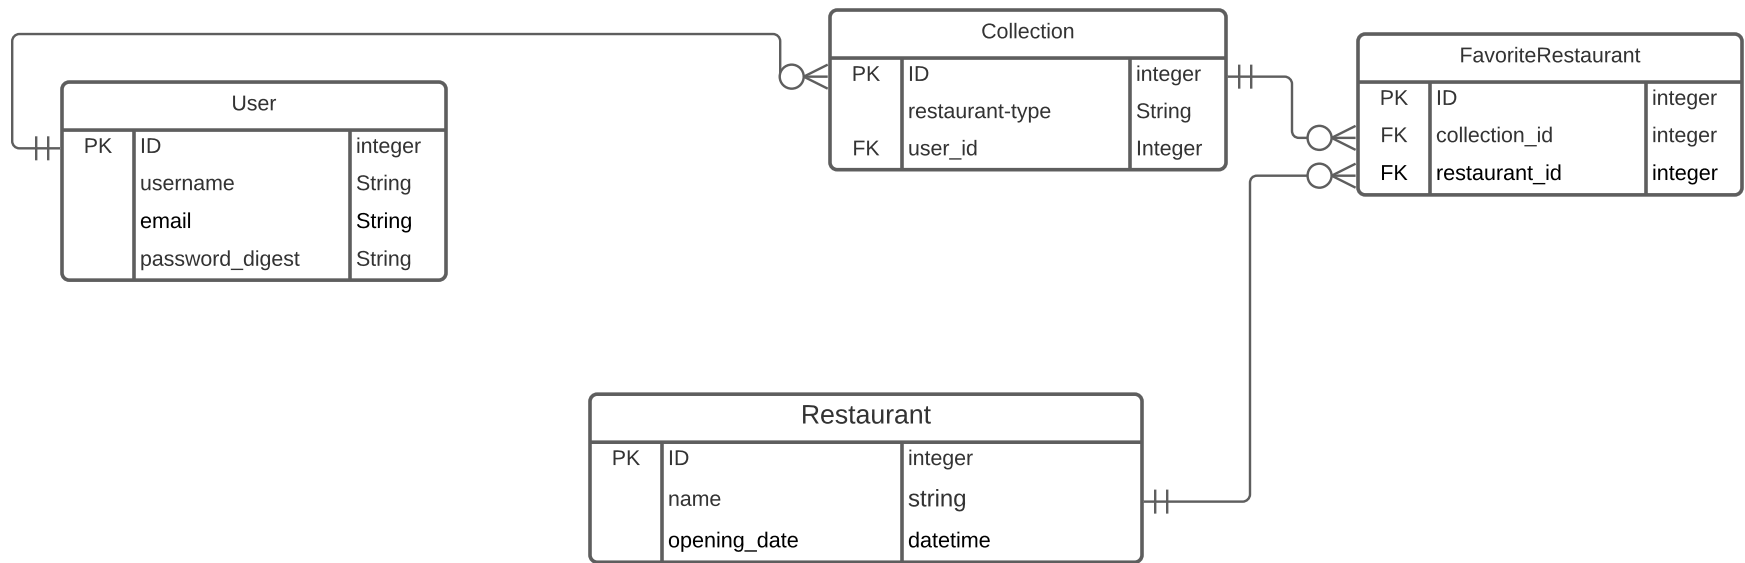 Collection
PK ID integer
restaurant-type String
FK user_id Integer
FavoriteRestaurant
PK ID integer
FK collection_id integer
FK restaurant_id integer
User
PK ID integer
username String
email String
password_digest String
Restaurant
PK ID integer
name string
opening_date datetime